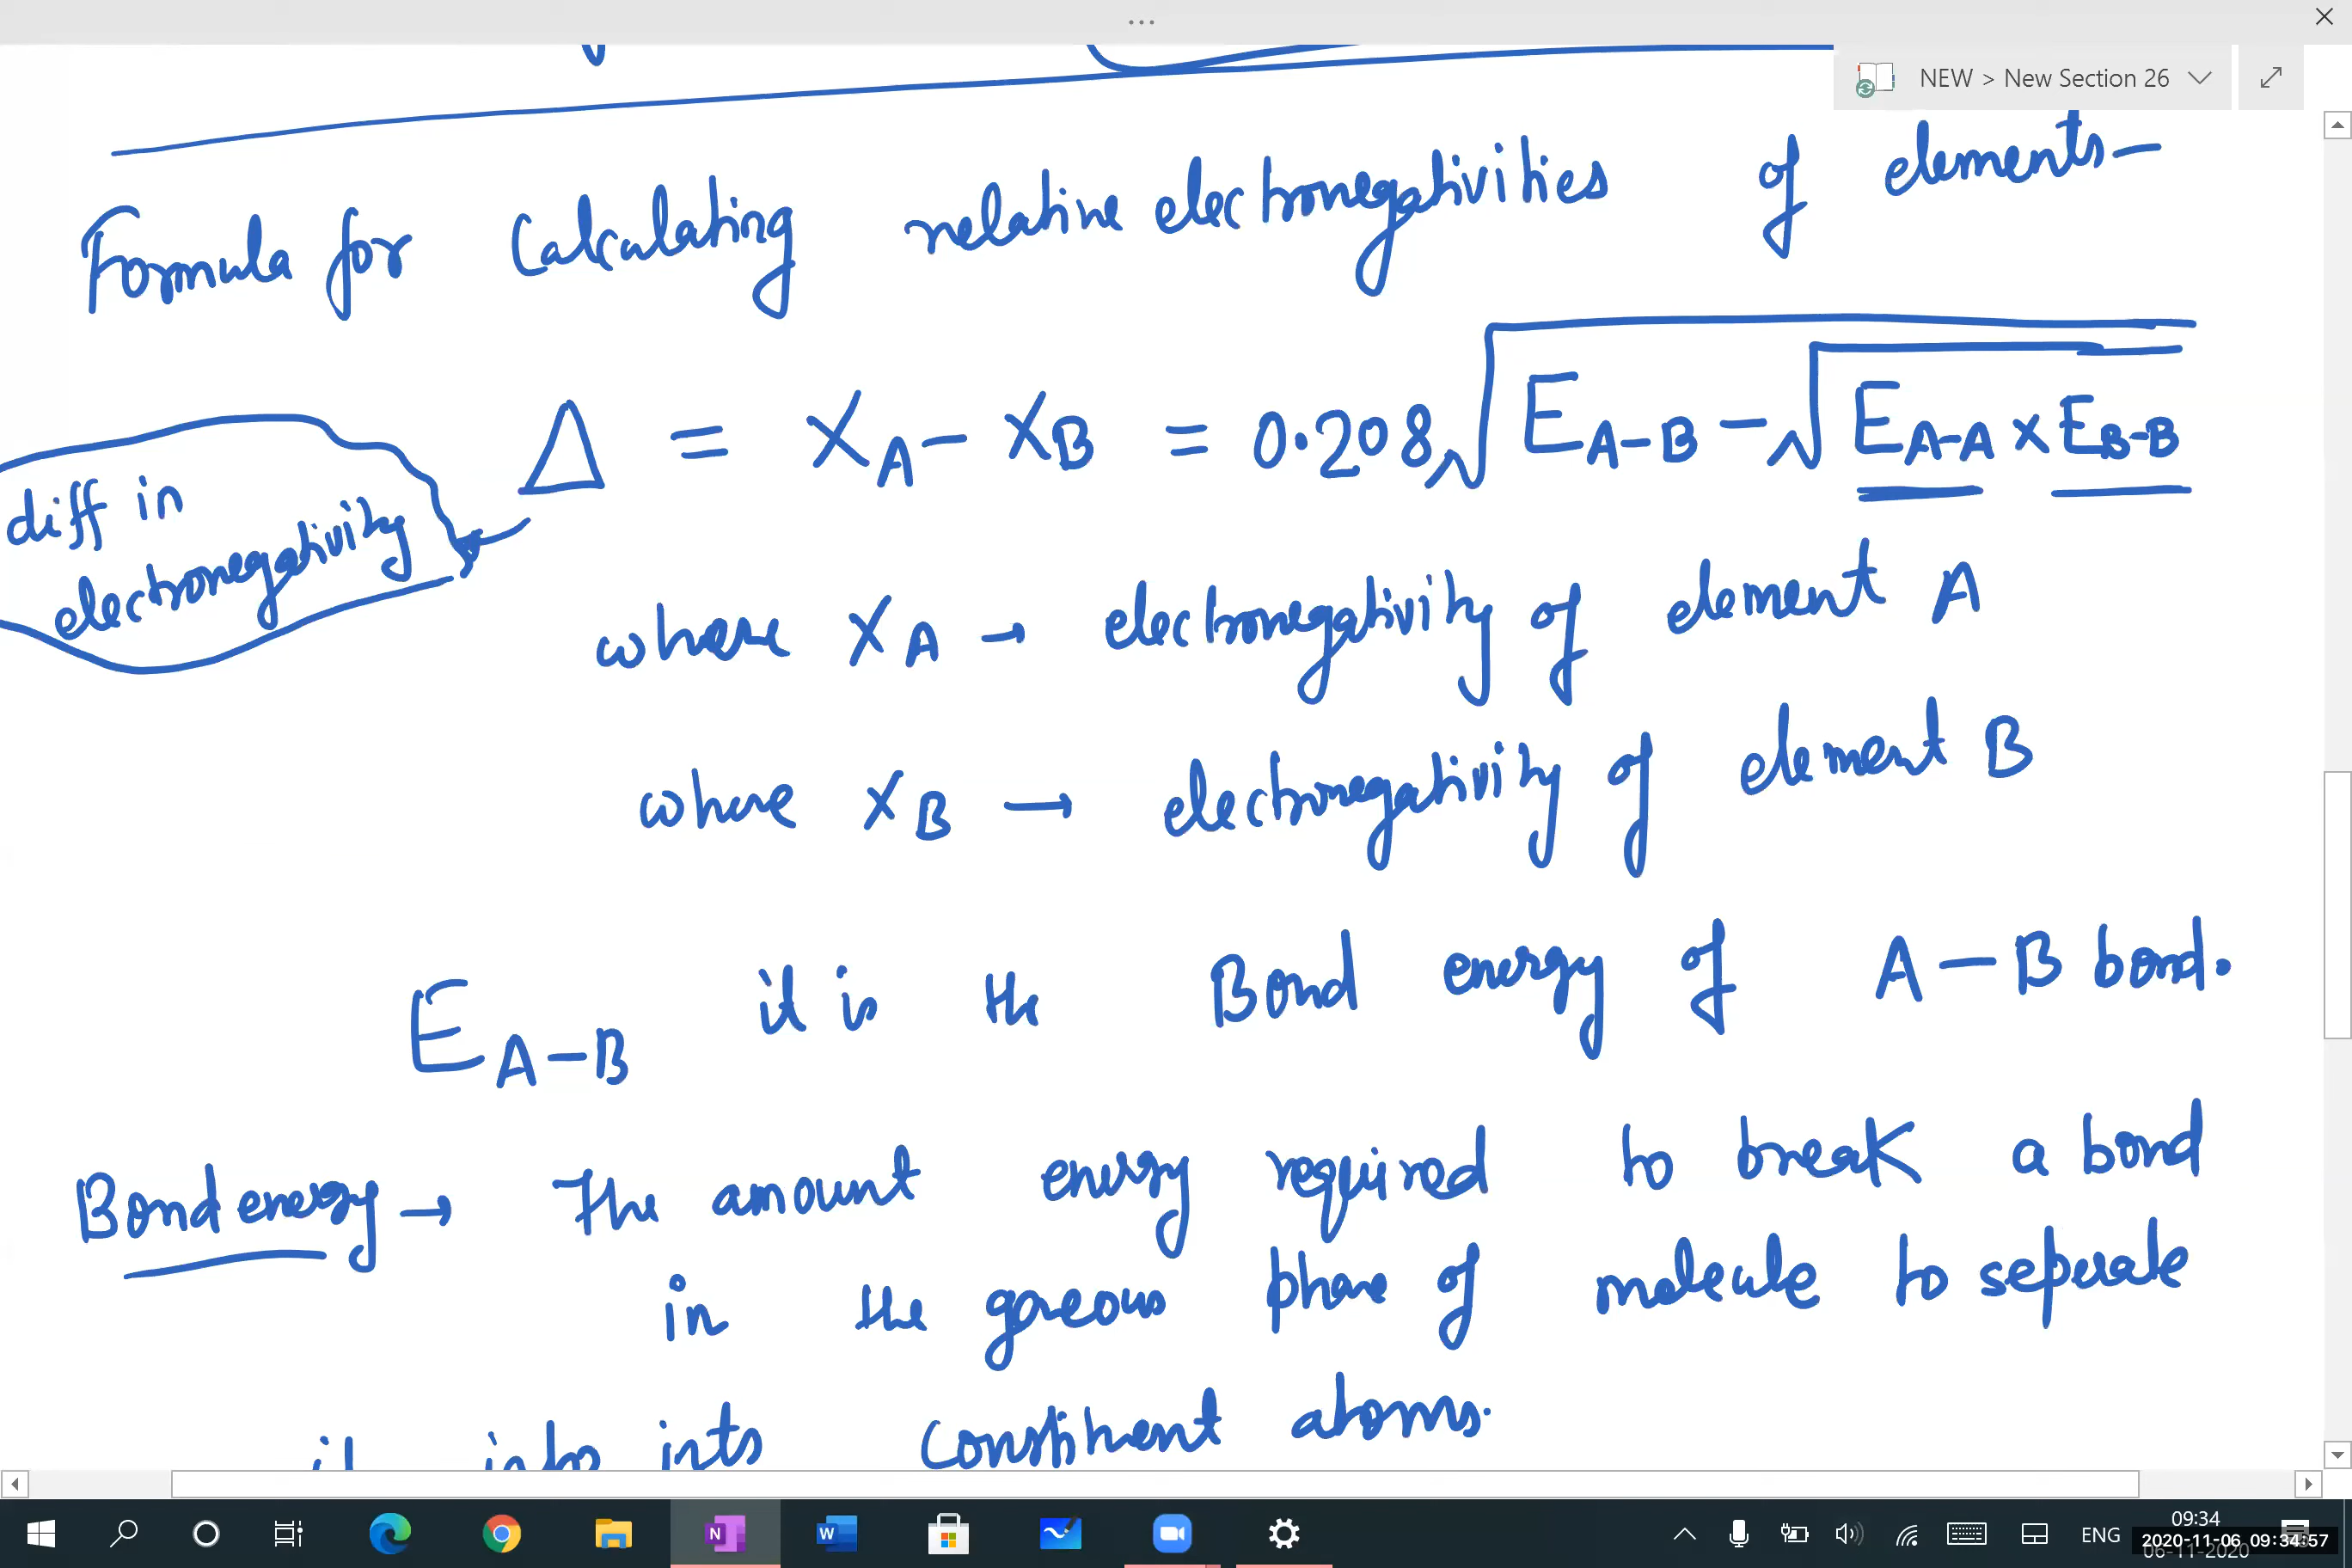 NEW > New Section 26
Formula for Calculating relative electronegativities of elements—
Δ = XA − XB = 0.208√(EA−B − √(EA−A × EB−B))
diff in
electronegativity
where XA → electronegativity of element A
where XB → electronegativity of element B
EA−B it is the Bond energy of A−B bond.
Bond energy → The amount energy required to break a bond
in the gaseous phase of molecule to seperate
it into its constituent atoms.
ENG
09:34
2020-11-06 09:34:57
06-11-2020